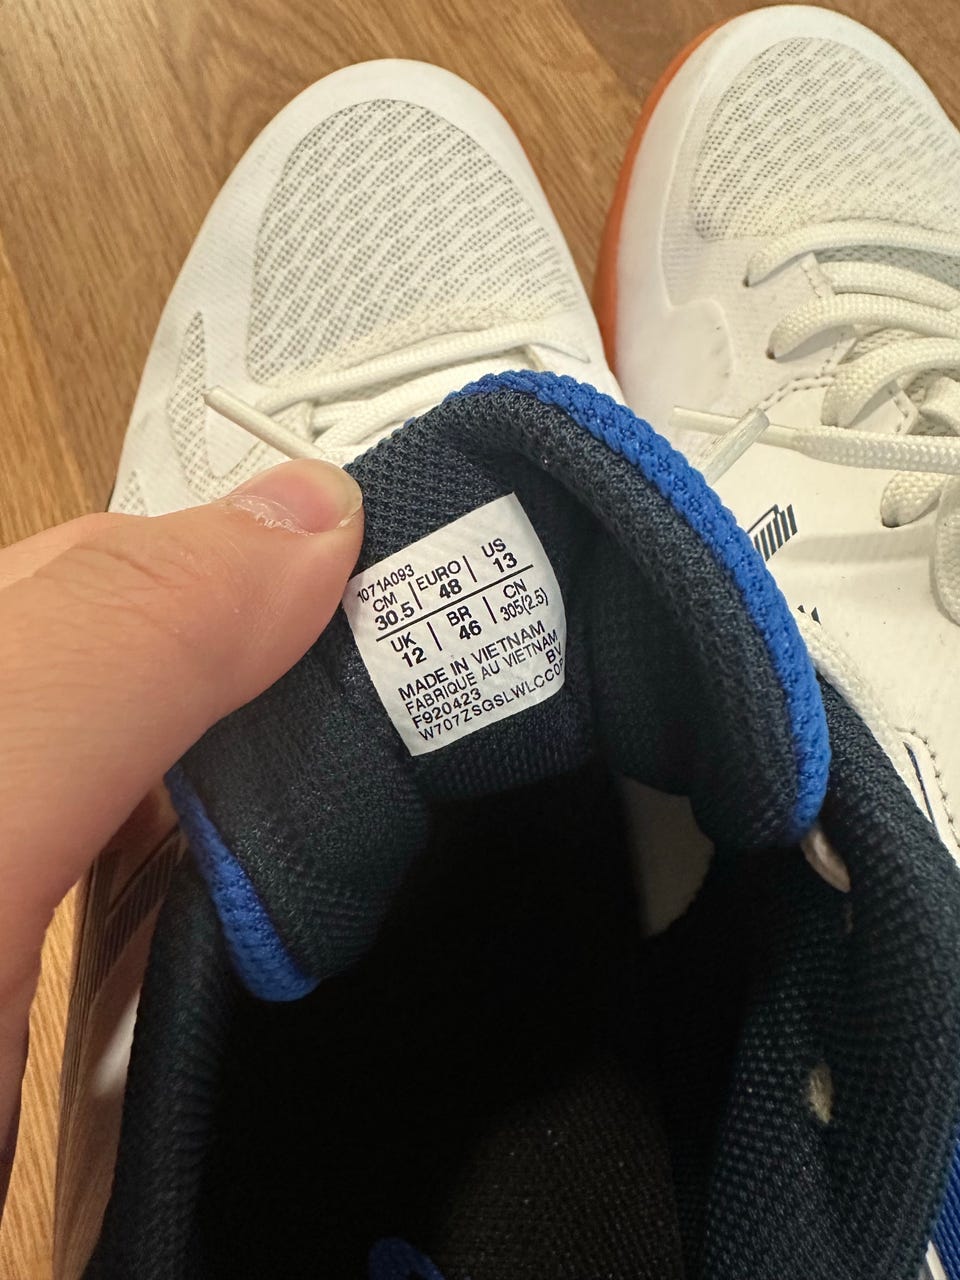 1071A093
CM EURO US
30.5 48 13
UK BR CN
12 46 305(2.5)
MADE IN VIETNAM
FABRIQUE AU VIETNAM
F920423 BV
W707ZSGSLWLCCOP